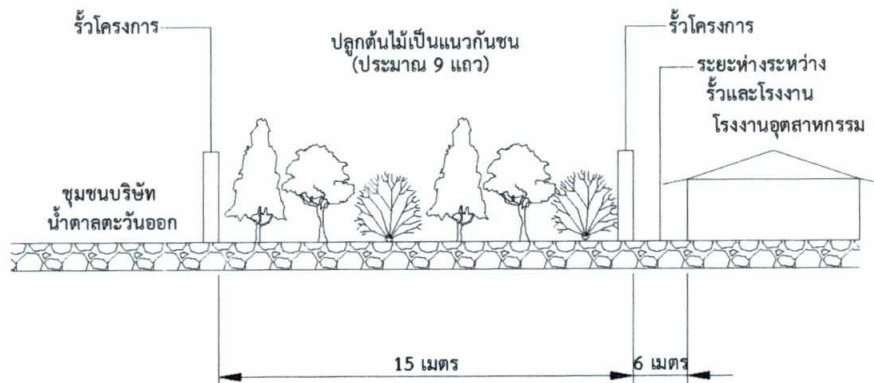 รั้วโครงการ
ปลูกต้นไม้เป็นแนวกันชน
(ประมาณ 9 แถว)
รั้วโครงการ
ระยะห่างระหว่าง
รั้วและโรงงาน
โรงงานอุตสาหกรรม
ชุมชนบริษัท
น้ำตาลตะวันออก
15 เมตร
6 เมตร